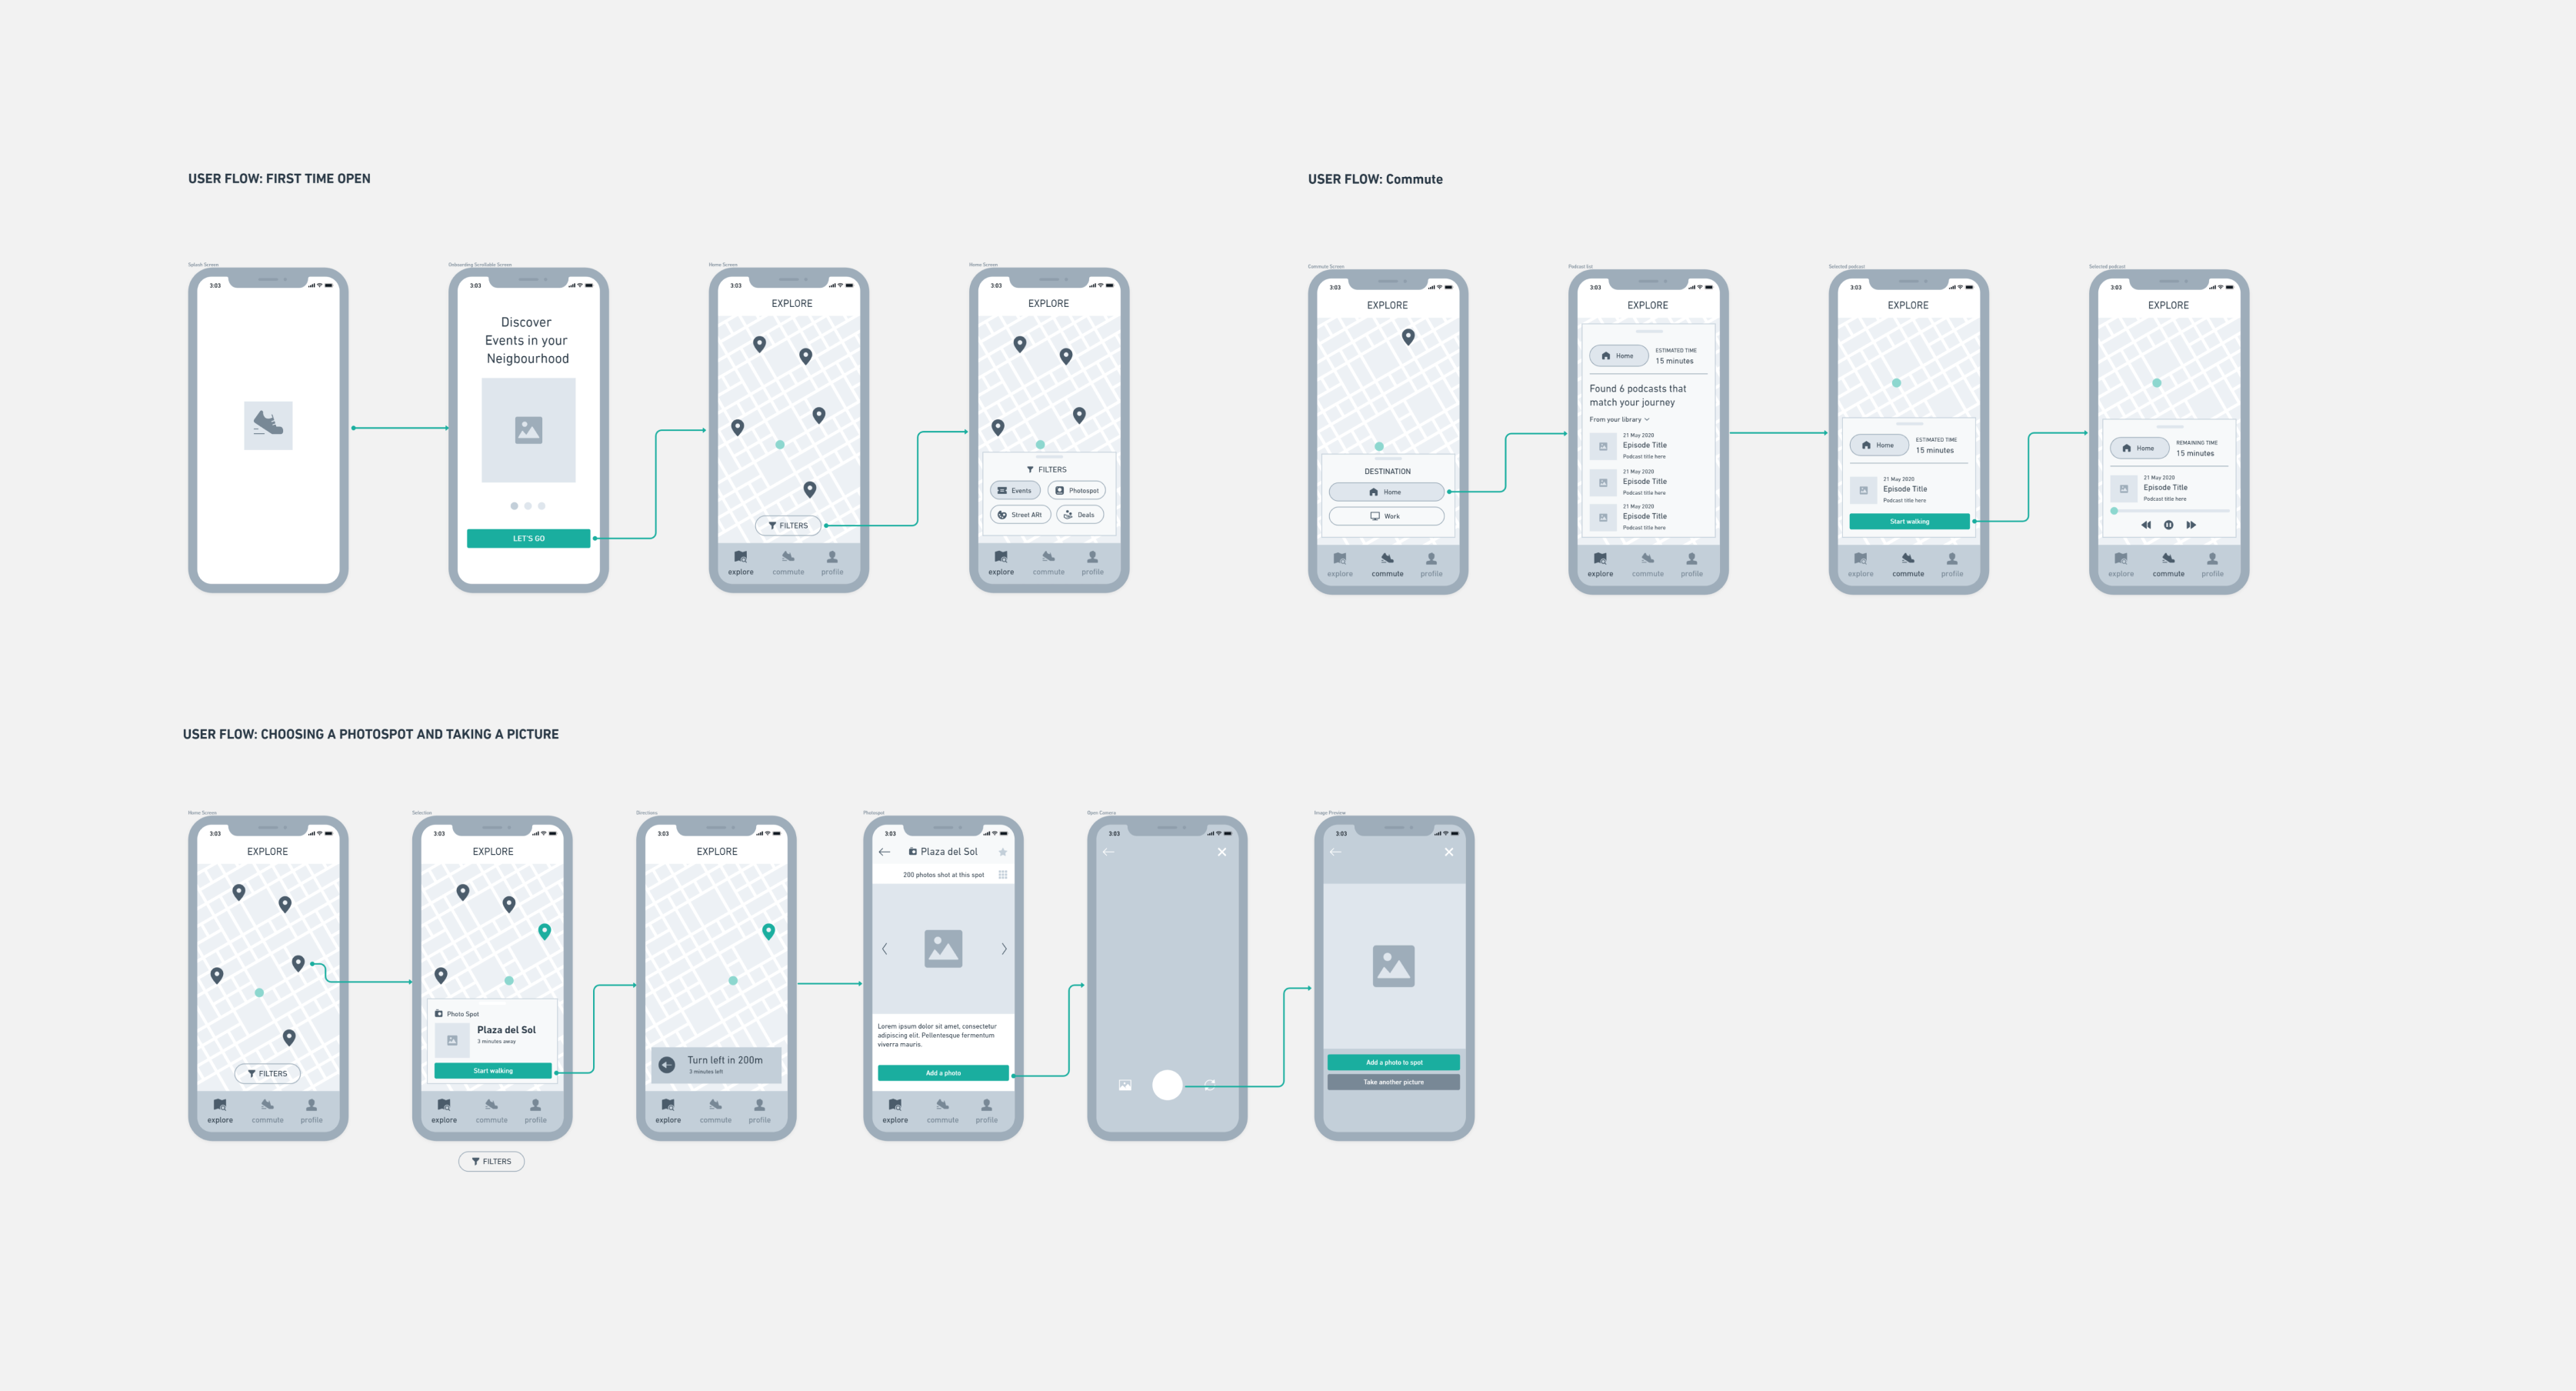 USER FLOW: FIRST TIME OPEN
Splash Screen
3:03
Onboarding Scrollable Screen
3:03
Discover
Events in your
Neigbourhood
LET'S GO
Home Screen
3:03
EXPLORE
FILTERS
explore commute profile
Home Screen
3:03
EXPLORE
FILTERS
Events Photospot
Street ARt Deals
explore commute profile
USER FLOW: Commute
Commute Screen
3:03
EXPLORE
DESTINATION
Home
Work
explore commute profile
Podcast list
3:03
EXPLORE
Home
ESTIMATED TIME
15 minutes
Found 6 podcasts that
match your journey
From your library
21 May 2020
Episode Title
Podcast title here
21 May 2020
Episode Title
Podcast title here
21 May 2020
Episode Title
Podcast title here
explore commute profile
Selected podcast
3:03
EXPLORE
Home
ESTIMATED TIME
15 minutes
21 May 2020
Episode Title
Podcast title here
Start walking
explore commute profile
Selected podcast
3:03
EXPLORE
Home
REMAINING TIME
15 minutes
21 May 2020
Episode Title
Podcast title here
explore commute profile
USER FLOW: CHOOSING A PHOTOSPOT AND TAKING A PICTURE
Home Screen
3:03
EXPLORE
FILTERS
explore commute profile
Selection
3:03
EXPLORE
Photo Spot
Plaza del Sol
3 minutes away
Start walking
explore commute profile
FILTERS
Directions
3:03
EXPLORE
Turn left in 200m
3 minutes left
explore commute profile
Photospot
3:03
Plaza del Sol
200 photos shot at this spot
Lorem ipsum dolor sit amet, consectetur
adipiscing elit. Pellentesque fermentum
viverra mauris.
Add a photo
explore commute profile
Open Camera
3:03
Image Preview
3:03
Add a photo to spot
Take another picture